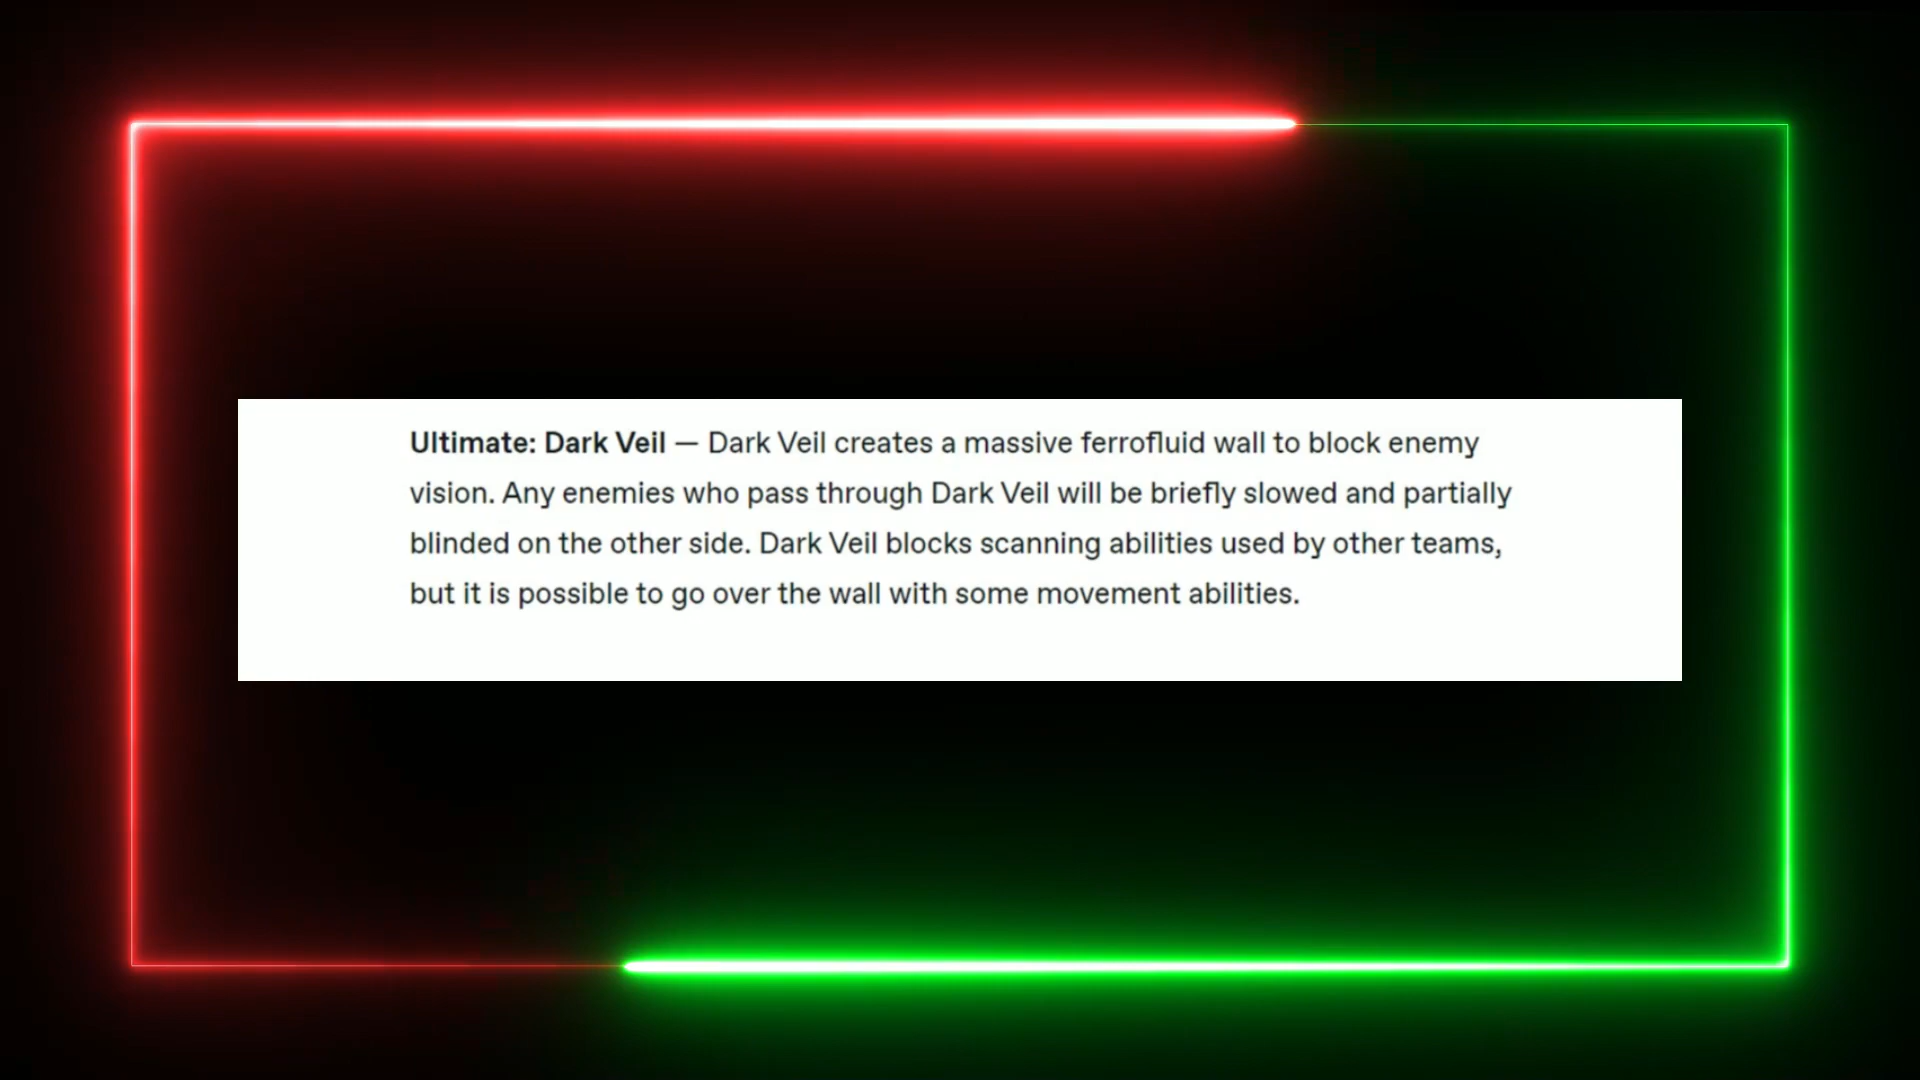 Ultimate: Dark Veil — Dark Veil creates a massive ferrofluid wall to block enemy
vision. Any enemies who pass through Dark Veil will be briefly slowed and partially
blinded on the other side. Dark Veil blocks scanning abilities used by other teams,
but it is possible to go over the wall with some movement abilities.